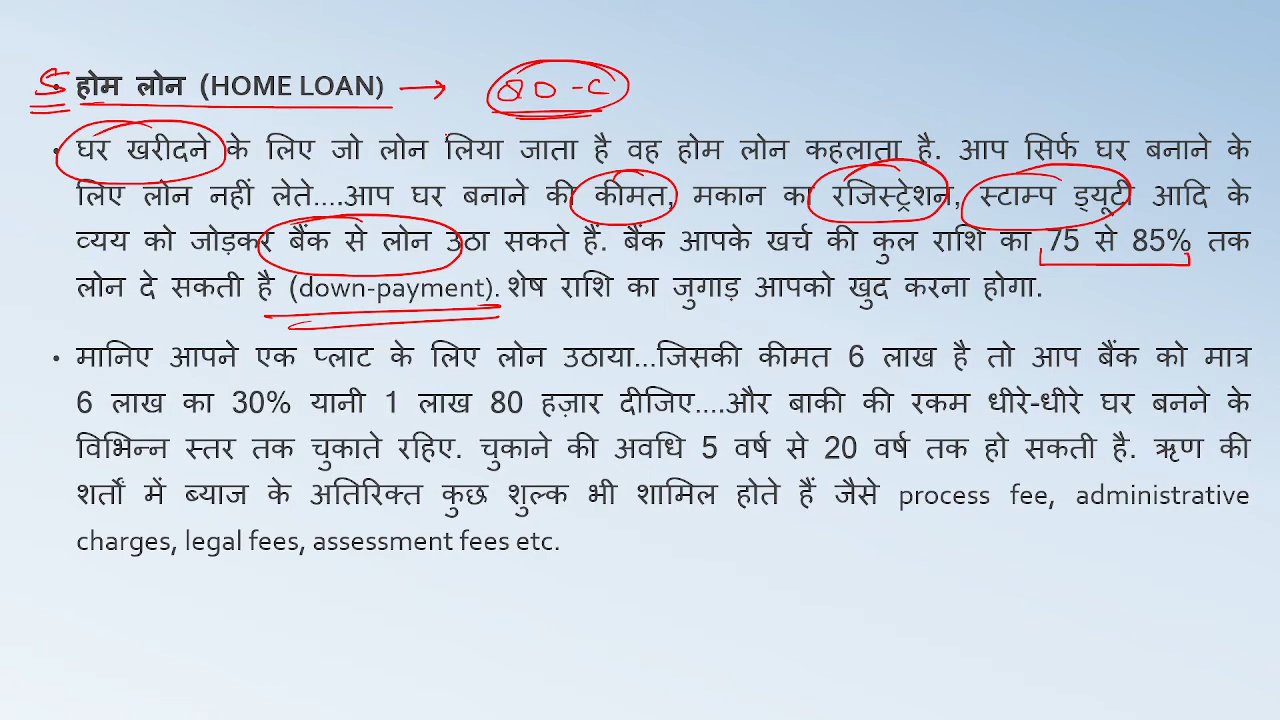 5. होम लोन (HOME LOAN) → QD-C
• घर खरीदने के लिए जो लोन लिया जाता है वह होम लोन कहलाता है. आप सिर्फ घर बनाने के
लिए लोन नहीं लेते....आप घर बनाने की कीमत, मकान का रजिस्ट्रेशन, स्टाम्प ड्यूटी आदि के
व्यय को जोड़कर बैंक से लोन उठा सकते हैं. बैंक आपके खर्च की कुल राशि का 75 से 85% तक
लोन दे सकती है (down-payment). शेष राशि का जुगाड़ आपको खुद करना होगा.
• मानिए आपने एक प्लाट के लिए लोन उठाया...जिसकी कीमत 6 लाख है तो आप बैंक को मात्र
6 लाख का 30% यानी 1 लाख 80 हज़ार दीजिए....और बाकी की रकम धीरे-धीरे घर बनने के
विभिन्न स्तर तक चुकाते रहिए. चुकाने की अवधि 5 वर्ष से 20 वर्ष तक हो सकती है. ऋण की
शर्तों में ब्याज के अतिरिक्त कुछ शुल्क भी शामिल होते हैं जैसे process fee, administrative
charges, legal fees, assessment fees etc.